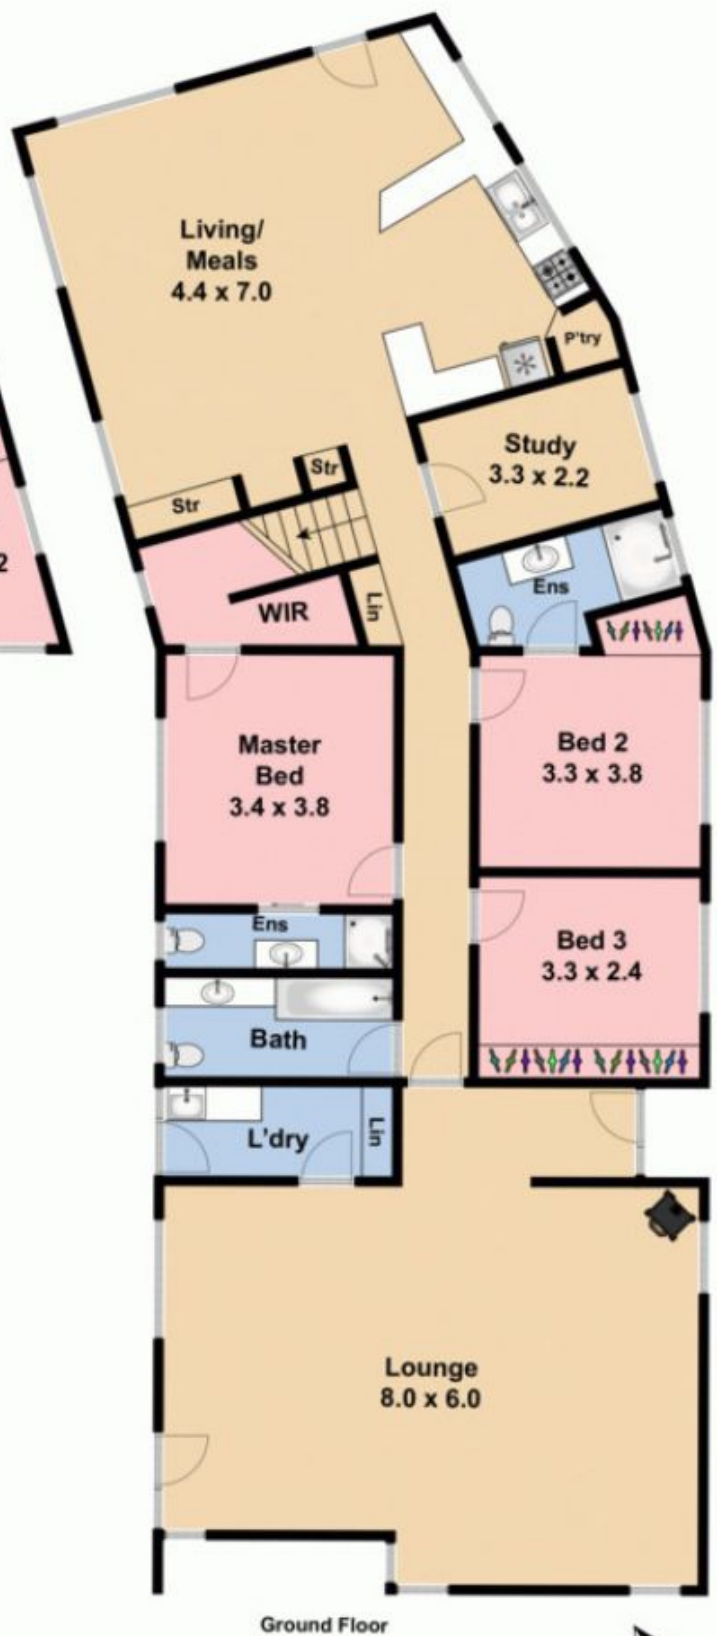 Living/
Meals
4.4 x 7.0
P'try
Study
3.3 x 2.2
Str
Str
Ens
WIR
Lin
Master
Bed
3.4 x 3.8
Bed 2
3.3 x 3.8
2
Ens
Bed 3
3.3 x 2.4
Bath
L'dry
Lin
Lounge
8.0 x 6.0
Ground Floor